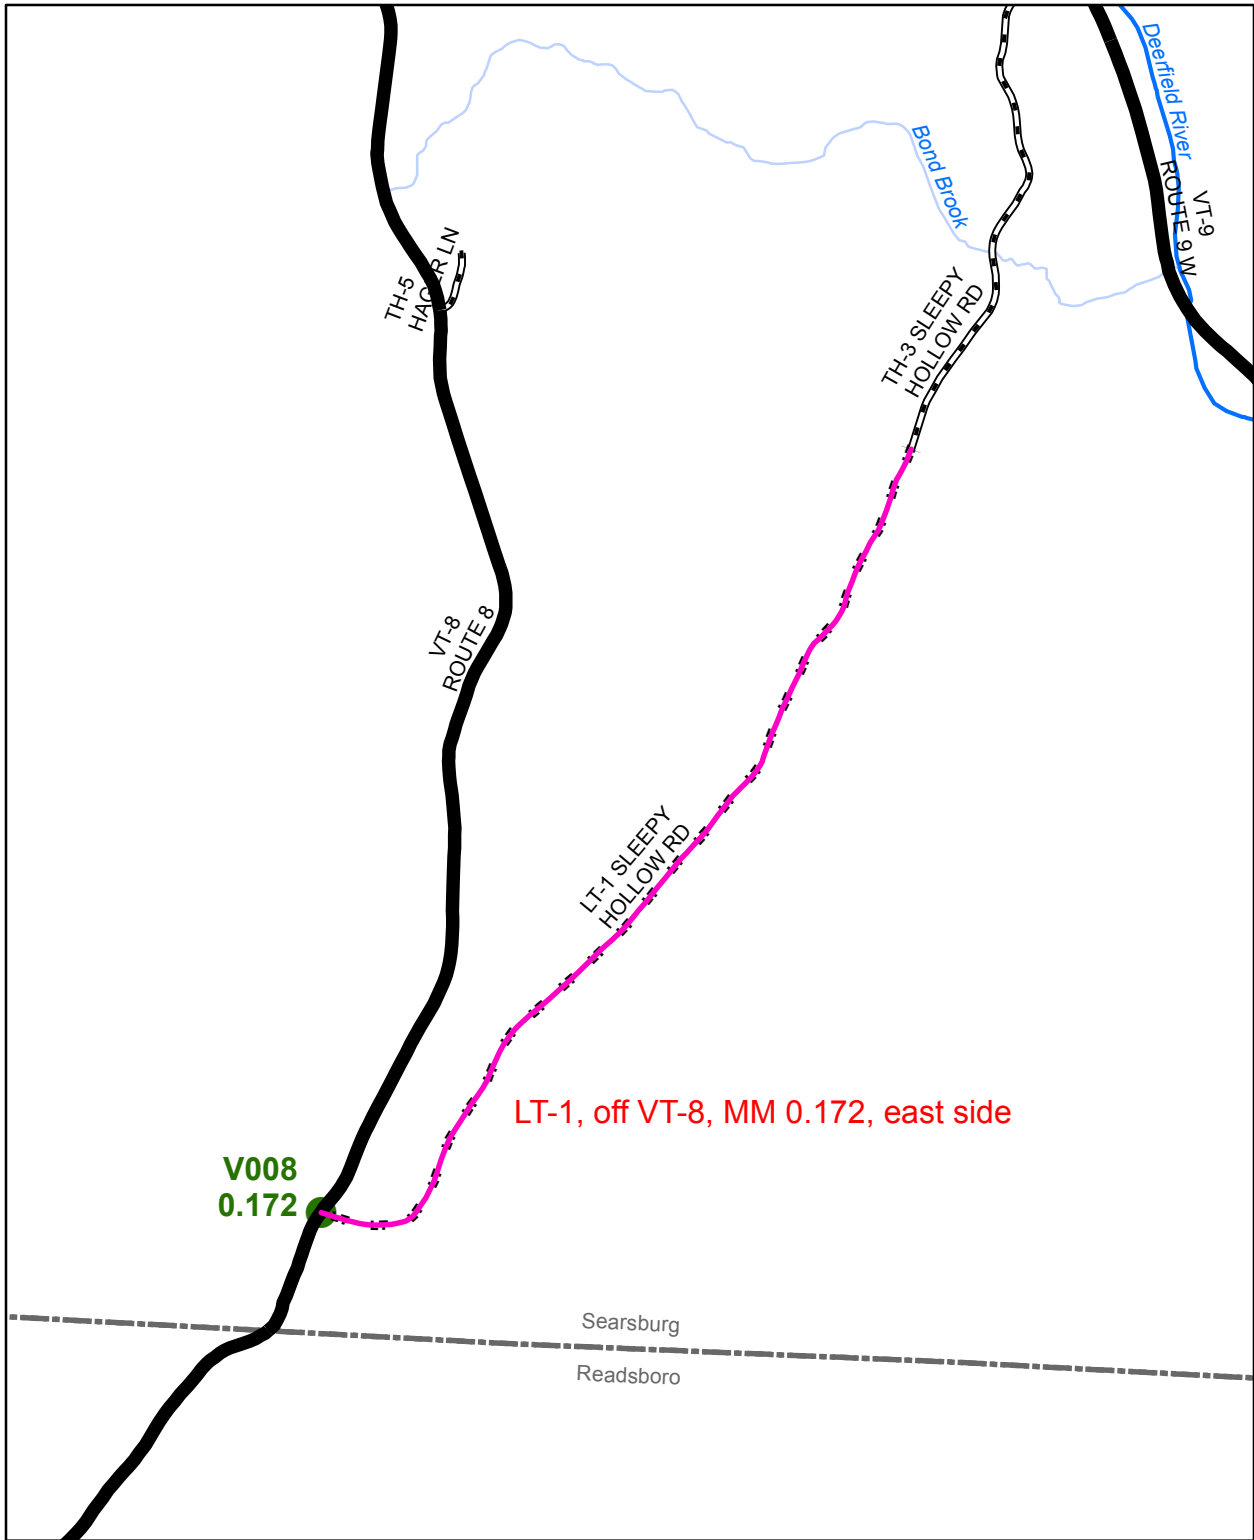 Deerfield River
Bond Brook
VT-9
ROUTE 9 W
TH-5
HAGER LN
TH-3 SLEEPY
HOLLOW RD
VT-8
ROUTE 8
LT-1 SLEEPY
HOLLOW RD
LT-1, off VT-8, MM 0.172, east side
V008
0.172
Searsburg
Readsboro